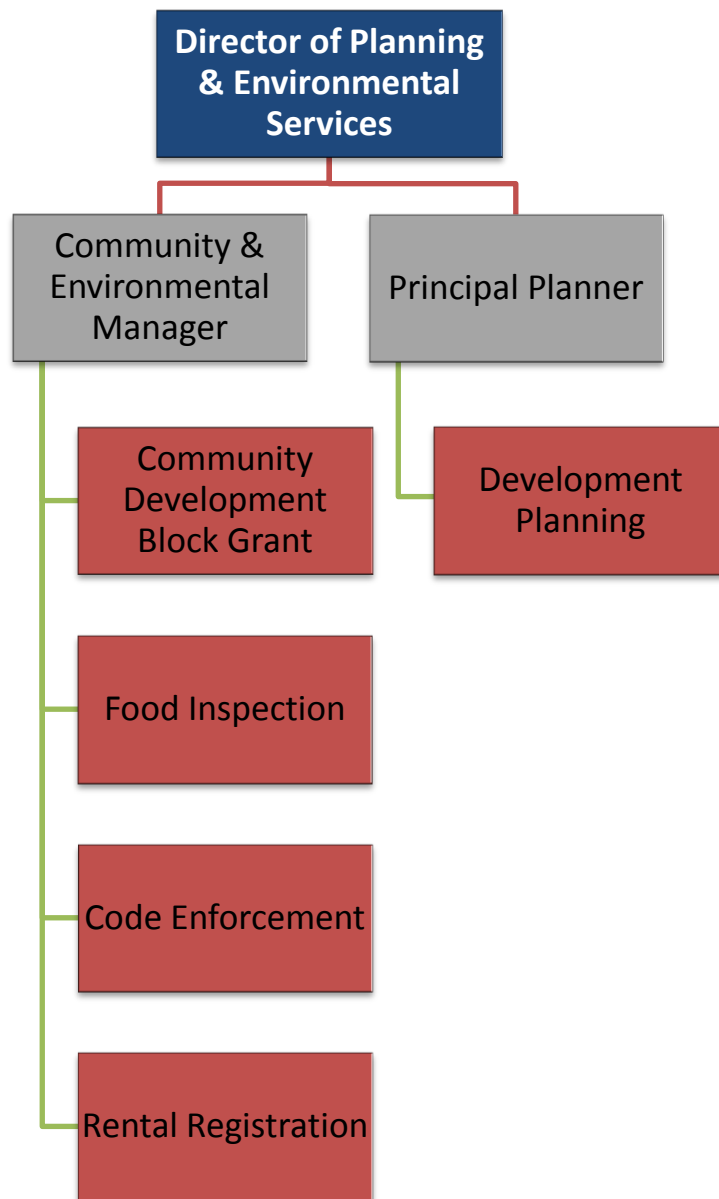 Director of Planning
& Environmental
Services
Community &
Environmental
Manager
Principal Planner
Community
Development
Block Grant
Development
Planning
Food Inspection
Code Enforcement
Rental Registration